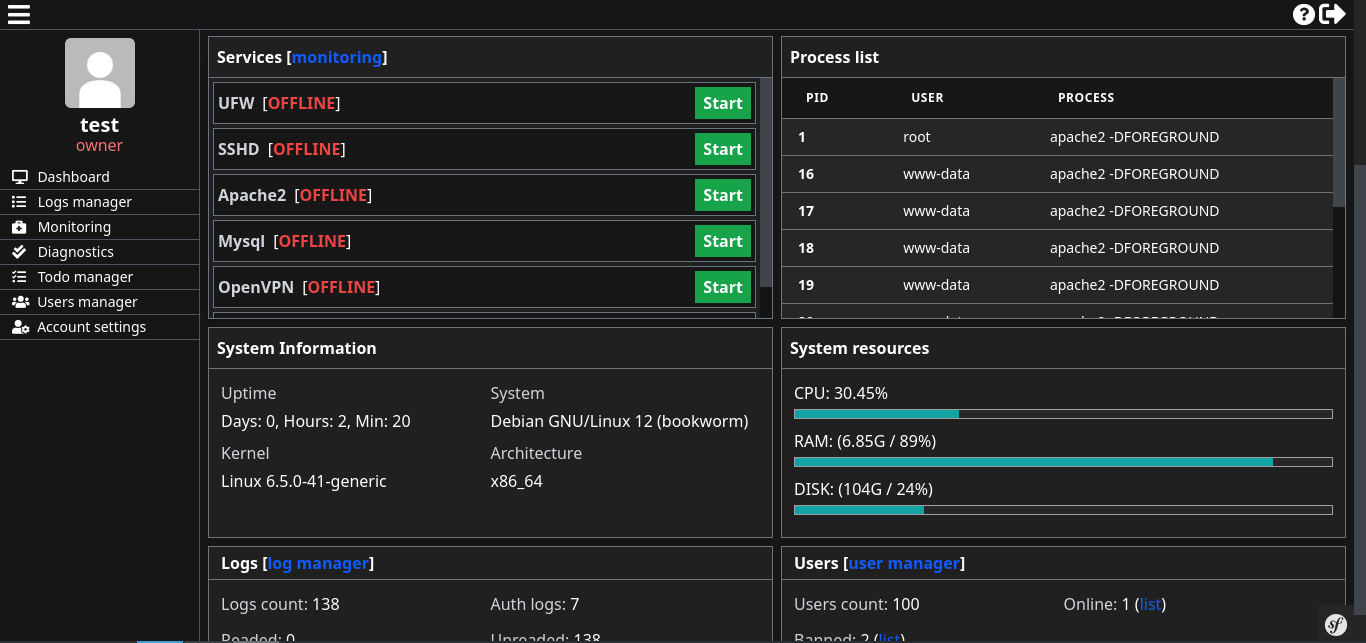 test
owner
Dashboard
Logs manager
Monitoring
Diagnostics
Todo manager
Users manager
Account settings
Services [monitoring]
UFW [OFFLINE] Start
SSHD [OFFLINE] Start
Apache2 [OFFLINE] Start
Mysql [OFFLINE] Start
OpenVPN [OFFLINE] Start
Process list
PID USER PROCESS
1 root apache2 -DFOREGROUND
16 www-data apache2 -DFOREGROUND
17 www-data apache2 -DFOREGROUND
18 www-data apache2 -DFOREGROUND
19 www-data apache2 -DFOREGROUND
System Information
Uptime System
Days: 0, Hours: 2, Min: 20 Debian GNU/Linux 12 (bookworm)
Kernel Architecture
Linux 6.5.0-41-generic x86_64
System resources
CPU: 30.45%
RAM: (6.85G / 89%)
DISK: (104G / 24%)
Logs [log manager]
Logs count: 138 Auth logs: 7
Readed: 0 Unreaded: 138
Users [user manager]
Users count: 100 Online: 1 (list)
Banned: 2 (list)
sf